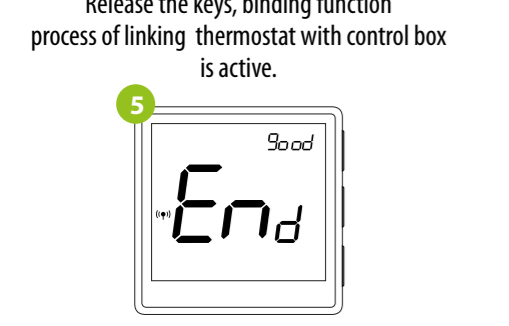 Release the keys, binding function
process of linking thermostat with control box
is active.
5
good
End